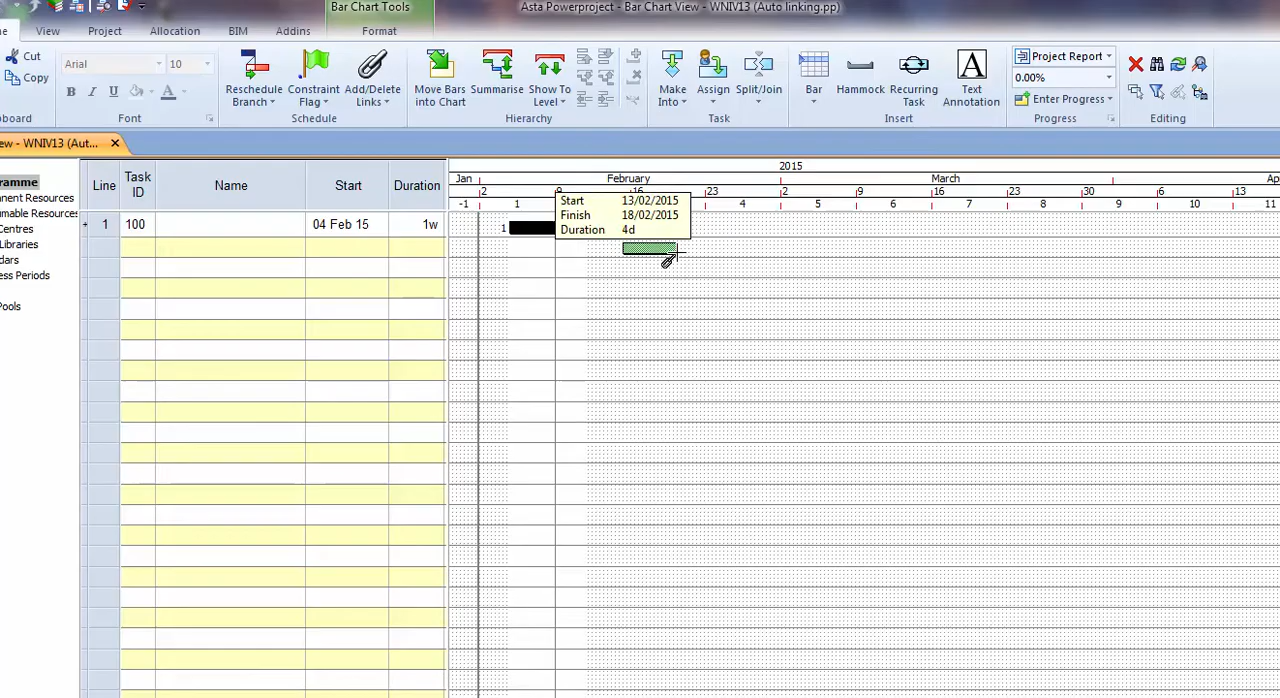 Bar Chart Tools
Asta Powerproject - Bar Chart View - WNIV13 (Auto linking.pp)
View Project Allocation BIM Addins Format
Cut
Copy
Arial 10
B I U A
Reschedule Branch
Constraint Flag
Add/Delete Links
Move Bars into Chart
Summarise
Show To Level
Make Into
Assign
Split/Join
Bar
Hammock
Recurring Task
A
Text Annotation
Project Report
0.00%
Enter Progress
oard Font Schedule Hierarchy Task Insert Progress Editing
ew - WNIV13 (Aut...
ramme
nent Resources
umable Resources
Centres
Libraries
dars
ess Periods
Pools
Line Task ID Name Start Duration
2015
Jan February March Ap
2 9 16 23 2 9 16 23 30 6 13
-1 1 4 5 6 7 8 9 10 11
1 100 04 Feb 15 1w
1
Start 13/02/2015
Finish 18/02/2015
Duration 4d